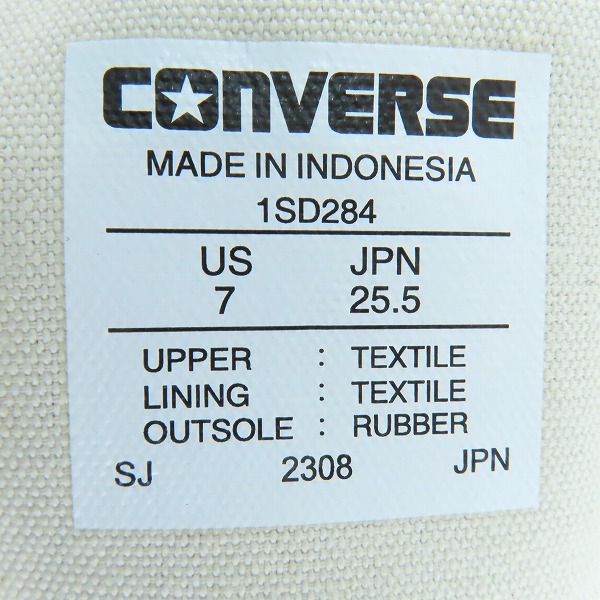 CONVERSE
MADE IN INDONESIA
1SD284
US JPN
7 25.5
UPPER : TEXTILE
LINING : TEXTILE
OUTSOLE : RUBBER
SJ 2308 JPN